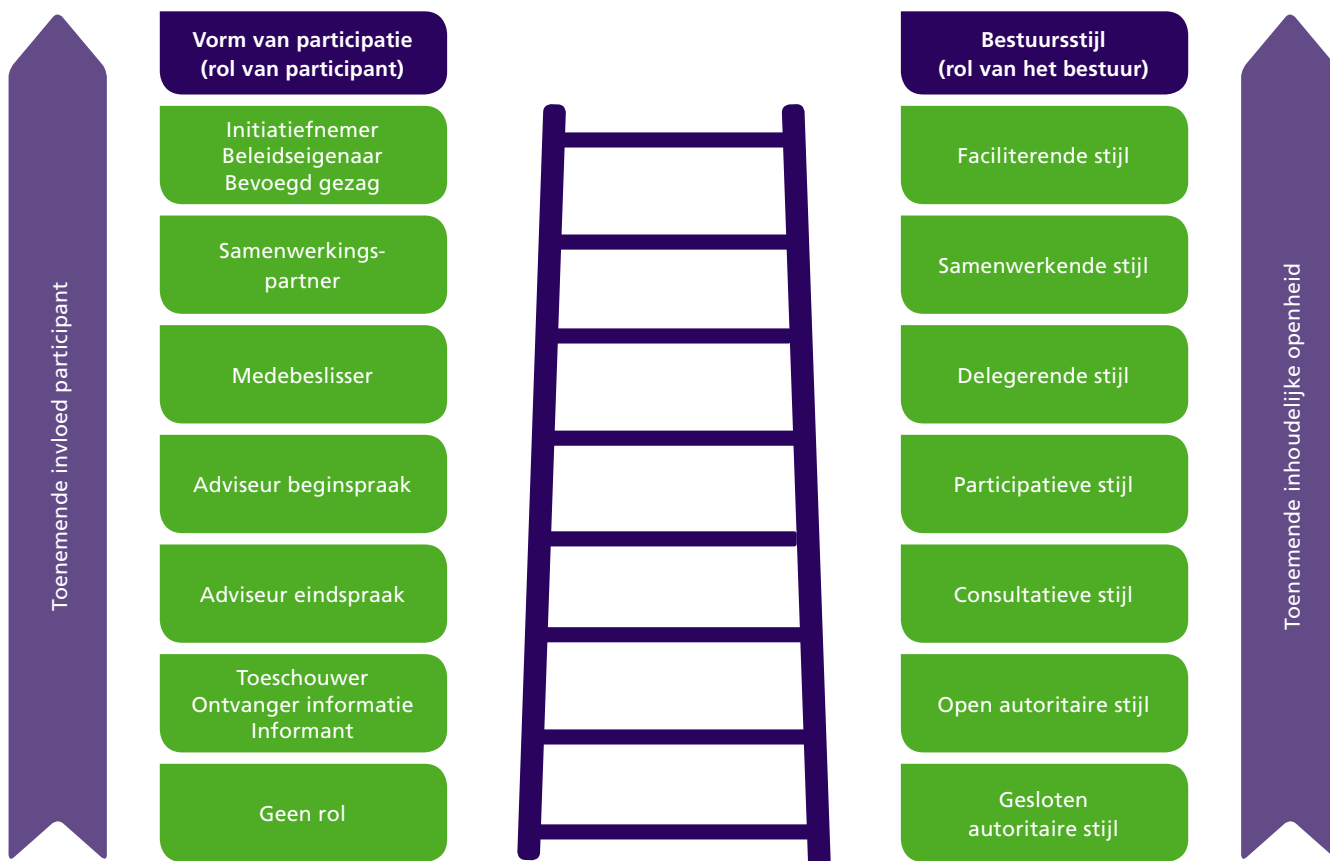 Toenemende invloed participant
Vorm van participatie
(rol van participant)
Initiatiefnemer
Beleidseigenaar
Bevoegd gezag
Samenwerkings-
partner
Medebeslisser
Adviseur beginspraak
Adviseur eindspraak
Toeschouwer
Ontvanger informatie
Informant
Geen rol
Bestuursstijl
(rol van het bestuur)
Faciliterende stijl
Samenwerkende stijl
Delegerende stijl
Participatieve stijl
Consultatieve stijl
Open autoritaire stijl
Gesloten
autoritaire stijl
Toenemende inhoudelijke openheid